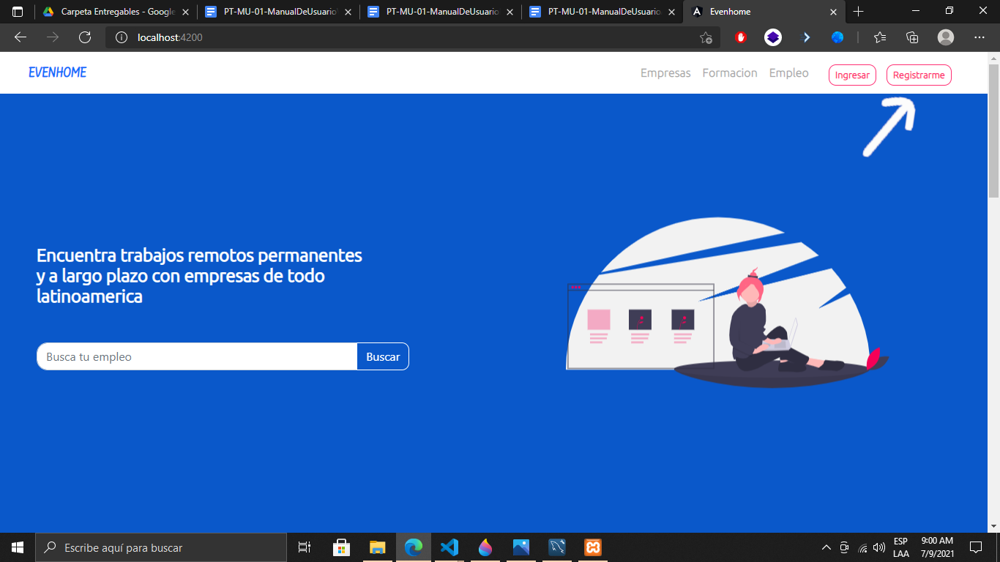 Carpeta Entregables - Google
PT-MU-01-ManualDeUsuario
PT-MU-01-ManualDeUsuario
PT-MU-01-ManualDeUsuario
Evenhome
localhost:4200
EVENHOME
Empresas
Formacion
Empleo
Ingresar
Registrarme
Encuentra trabajos remotos permanentes
y a largo plazo con empresas de todo
latinoamerica
Busca tu empleo
Buscar
Escribe aquí para buscar
ESP
LAA
9:00 AM
7/9/2021